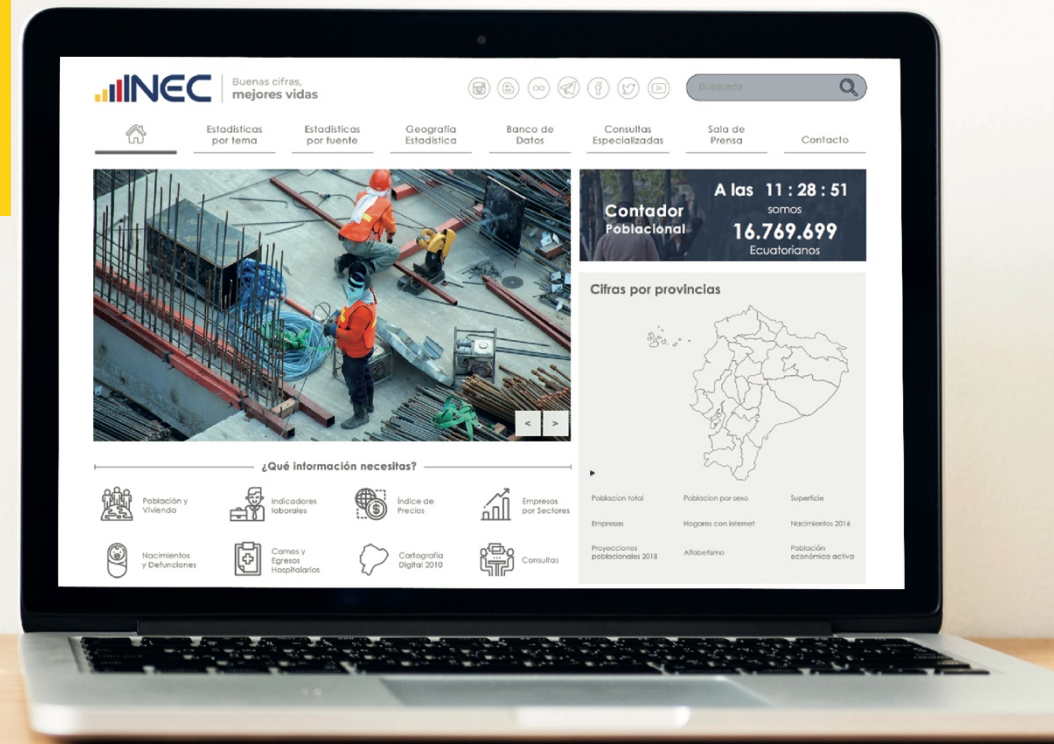 INEC
Buenas cifras,
mejores vidas
Búsqueda
Estadísticas
por tema
Estadísticas
por fuente
Geografía
Estadística
Banco de
Datos
Consultas
Especializadas
Sala de
Prensa
Contacto
Contador
Poblacional
A las 11 : 28 : 51
somos
16.769.699
Ecuatorianos
Cifras por provincias
< >
¿Qué información necesitas?
Población y
Vivienda
Indicadores
laborales
Índice de
Precios
Empresas
por Sectores
Nacimientos
y Defunciones
Camas y
Egresos
Hospitalarios
Cartografía
Digital 2010
Consultas
Poblacion total
Poblacion por sexo
Superficie
Empresas
Hogares con internet
Nacimientos 2016
Proyecciones
poblacionales 2018
Alfabetismo
Población
económica activa